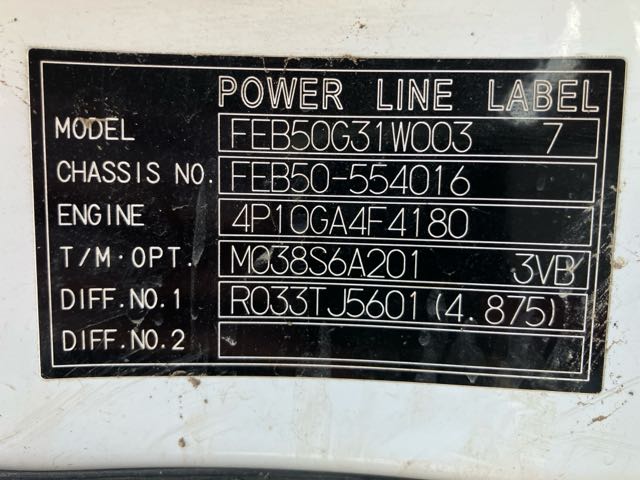 POWER LINE LABEL
MODEL FEB50G31W003 7
CHASSIS NO. FEB50-554016
ENGINE 4P10GA4F4180
T/M·OPT. M038S6A201 3VB
DIFF.NO.1 R033TJ5601(4.875)
DIFF.NO.2